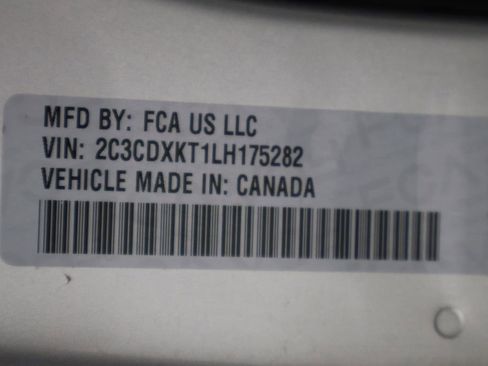 MFD BY: FCA US LLC
VIN: 2C3CDXKT1LH175282
VEHICLE MADE IN: CANADA